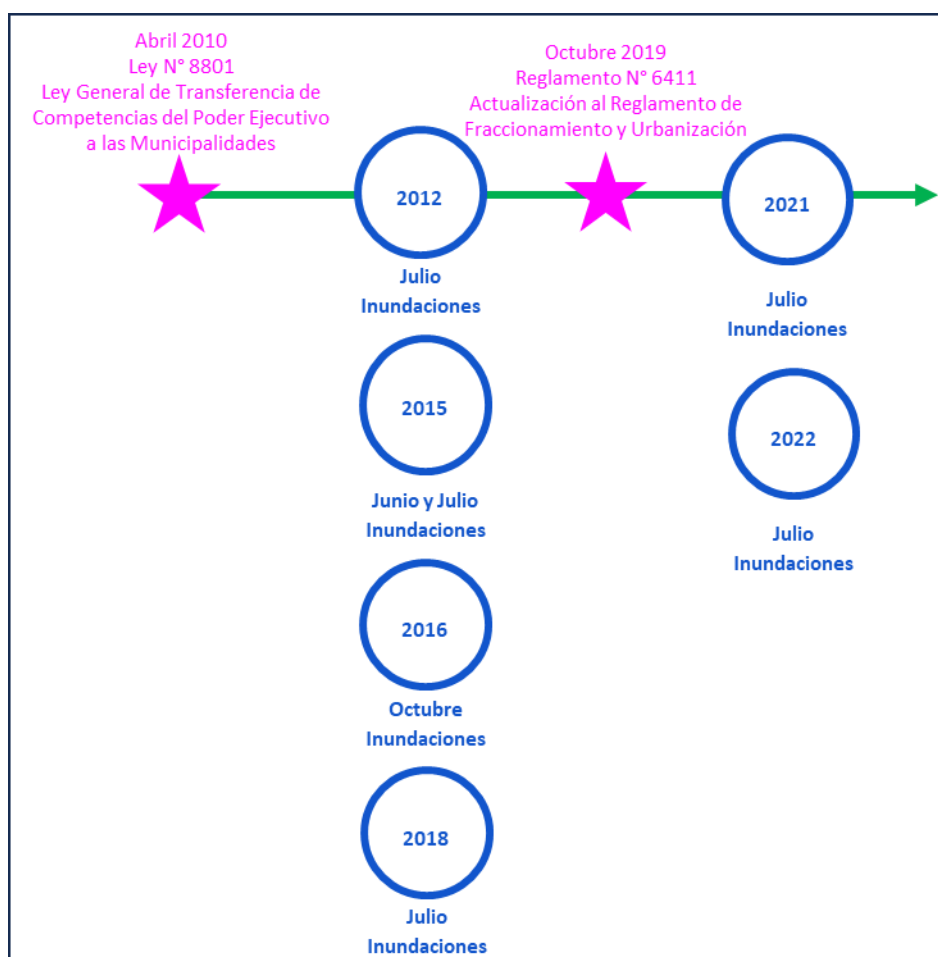 Abril 2010
Ley N° 8801
Ley General de Transferencia de
Competencias del Poder Ejecutivo
a las Municipalidades
Octubre 2019
Reglamento N° 6411
Actualización al Reglamento de
Fraccionamiento y Urbanización
2012
Julio
Inundaciones
2015
Junio y Julio
Inundaciones
2016
Octubre
Inundaciones
2018
Julio
Inundaciones
2021
Julio
Inundaciones
2022
Julio
Inundaciones